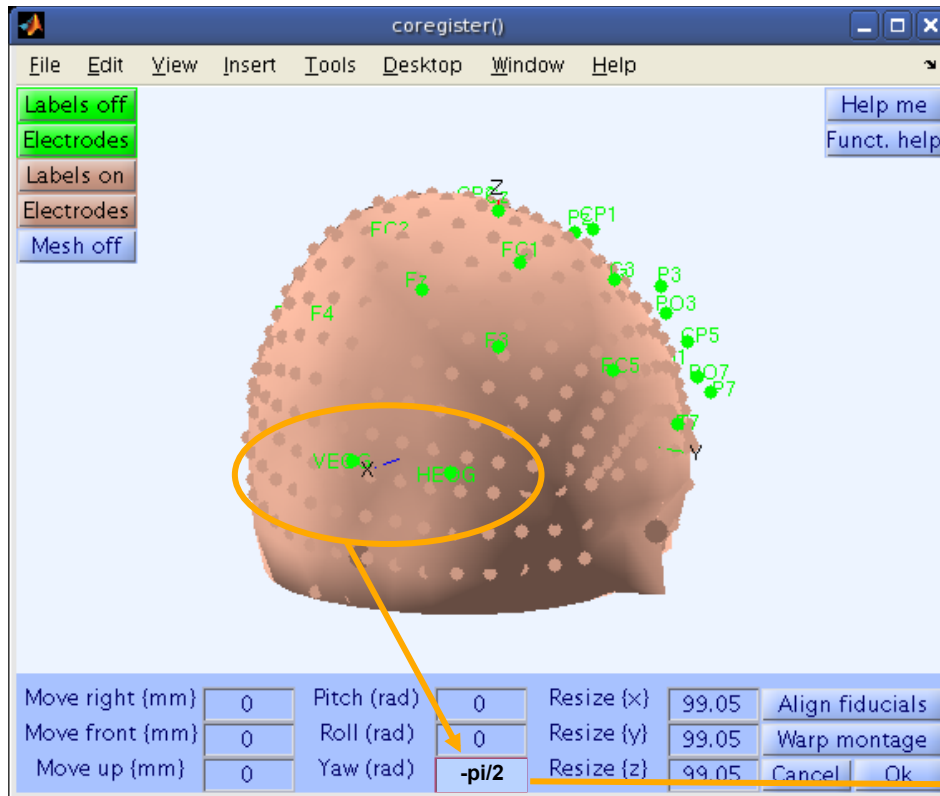 coregister()
File Edit View Insert Tools Desktop Window Help
Labels off
Help me
Electrodes
Funct. help
Labels on
Electrodes
Mesh off
Z
CP1
FC2
FC1
P3
Fz
PO3
F4
CP5
F3
FC5
PO7
P7
Y
X
Move right {mm} 0 Pitch (rad) 0 Resize {x} 99.05 Align fiducials
Move front {mm} 0 Roll (rad) 0 Resize {y} 99.05 Warp montage
Move up {mm} 0 Yaw (rad) -pi/2 Resize {z} 99.05 Cancel Ok